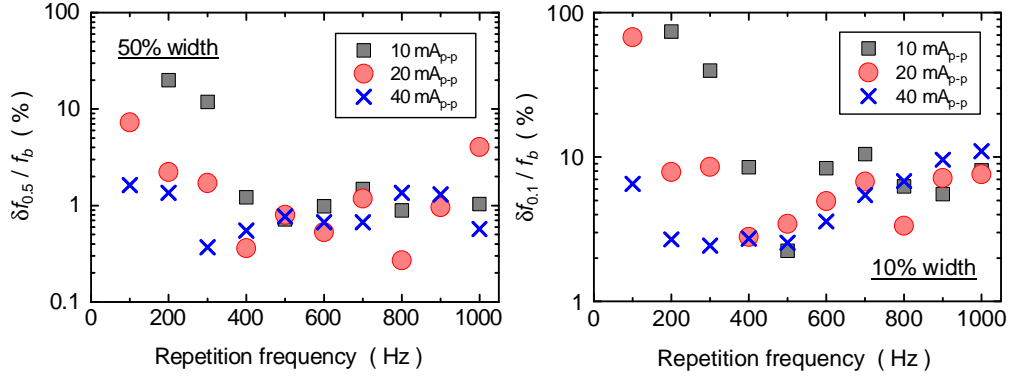 100
10
1
0.1
δf0.5 / fb ( % )
50% width
10 mAp-p
20 mAp-p
40 mAp-p
0 200 400 600 800 1000
Repetition frequency ( Hz )
100
10
1
δf0.1 / fb ( % )
10 mAp-p
20 mAp-p
40 mAp-p
10% width
0 200 400 600 800 1000
Repetition frequency ( Hz )